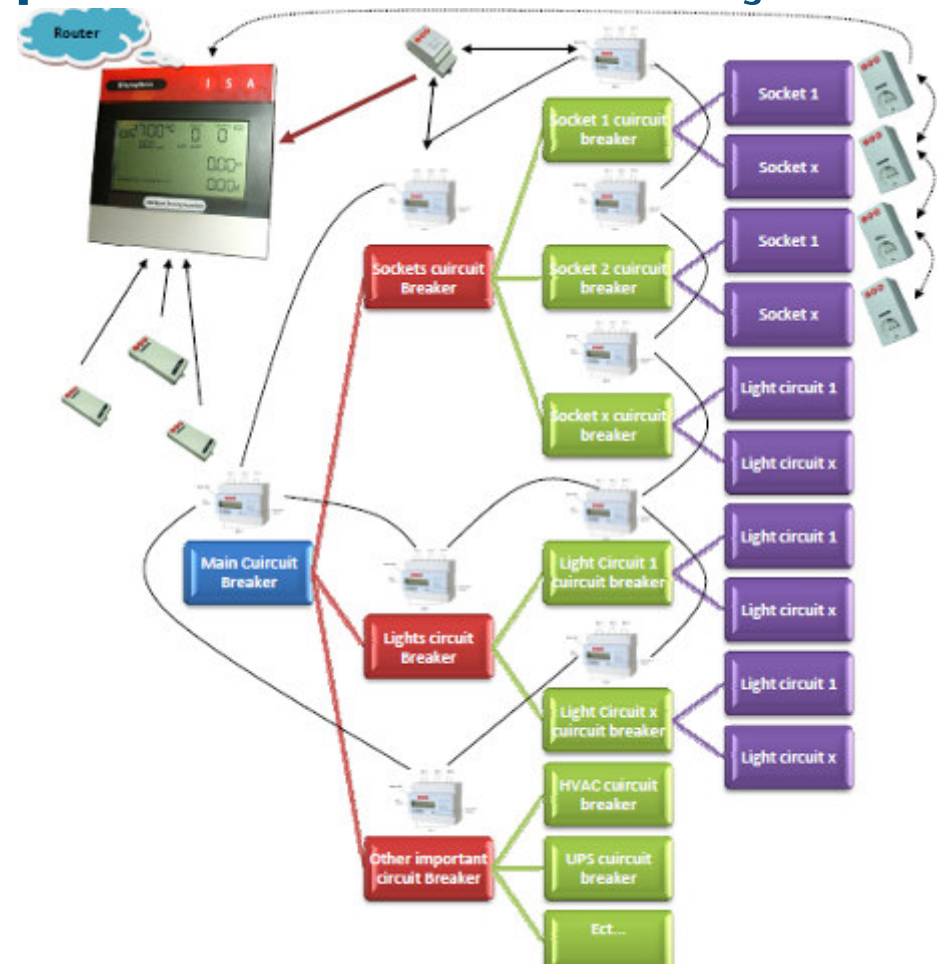 Router
I S A
Socket 1
Socket 1 cuircuit
breaker
Socket x
Sockets cuircuit
Breaker
Socket 2 cuircuit
breaker
Socket 1
Socket x
Socket x cuircuit
breaker
Light circuit 1
Light circuit x
Main Cuircuit
Breaker
Light Circuit 1
cuircuit breaker
Light circuit 1
Light circuit x
Lights circuit
Breaker
Light Circuit x
cuircuit breaker
Light circuit 1
Light circuit x
HVAC cuircuit
breaker
Other important
circuit Breaker
UPS cuircuit
breaker
Ect...